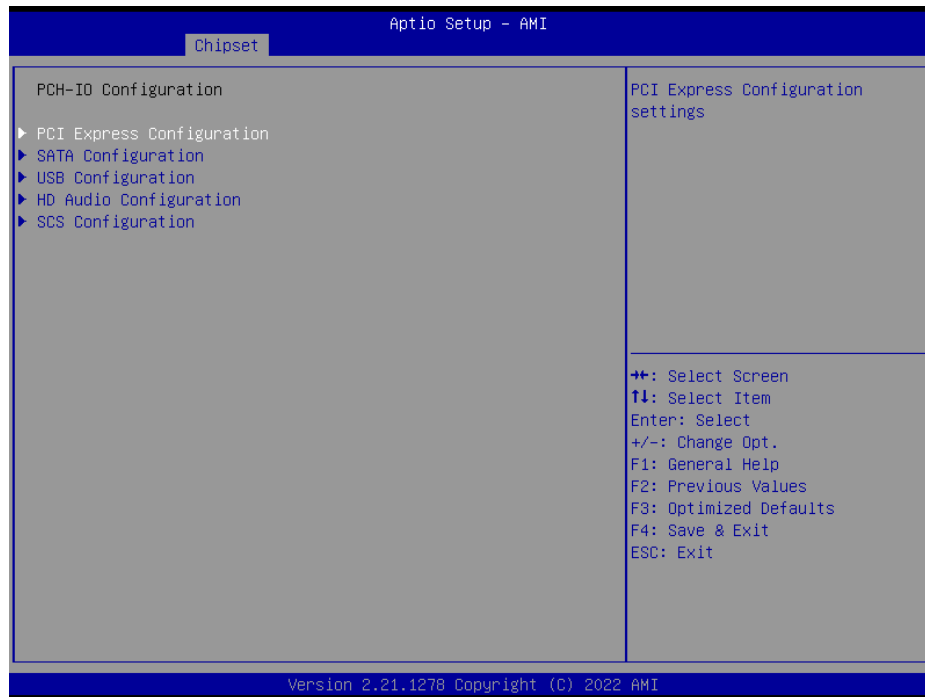 Aptio Setup – AMI
Chipset
PCH-IO Configuration
PCI Express Configuration
SATA Configuration
USB Configuration
HD Audio Configuration
SCS Configuration
PCI Express Configuration
settings
→←: Select Screen
↑↓: Select Item
Enter: Select
+/-: Change Opt.
F1: General Help
F2: Previous Values
F3: Optimized Defaults
F4: Save & Exit
ESC: Exit
Version 2.21.1278 Copyright (C) 2022 AMI